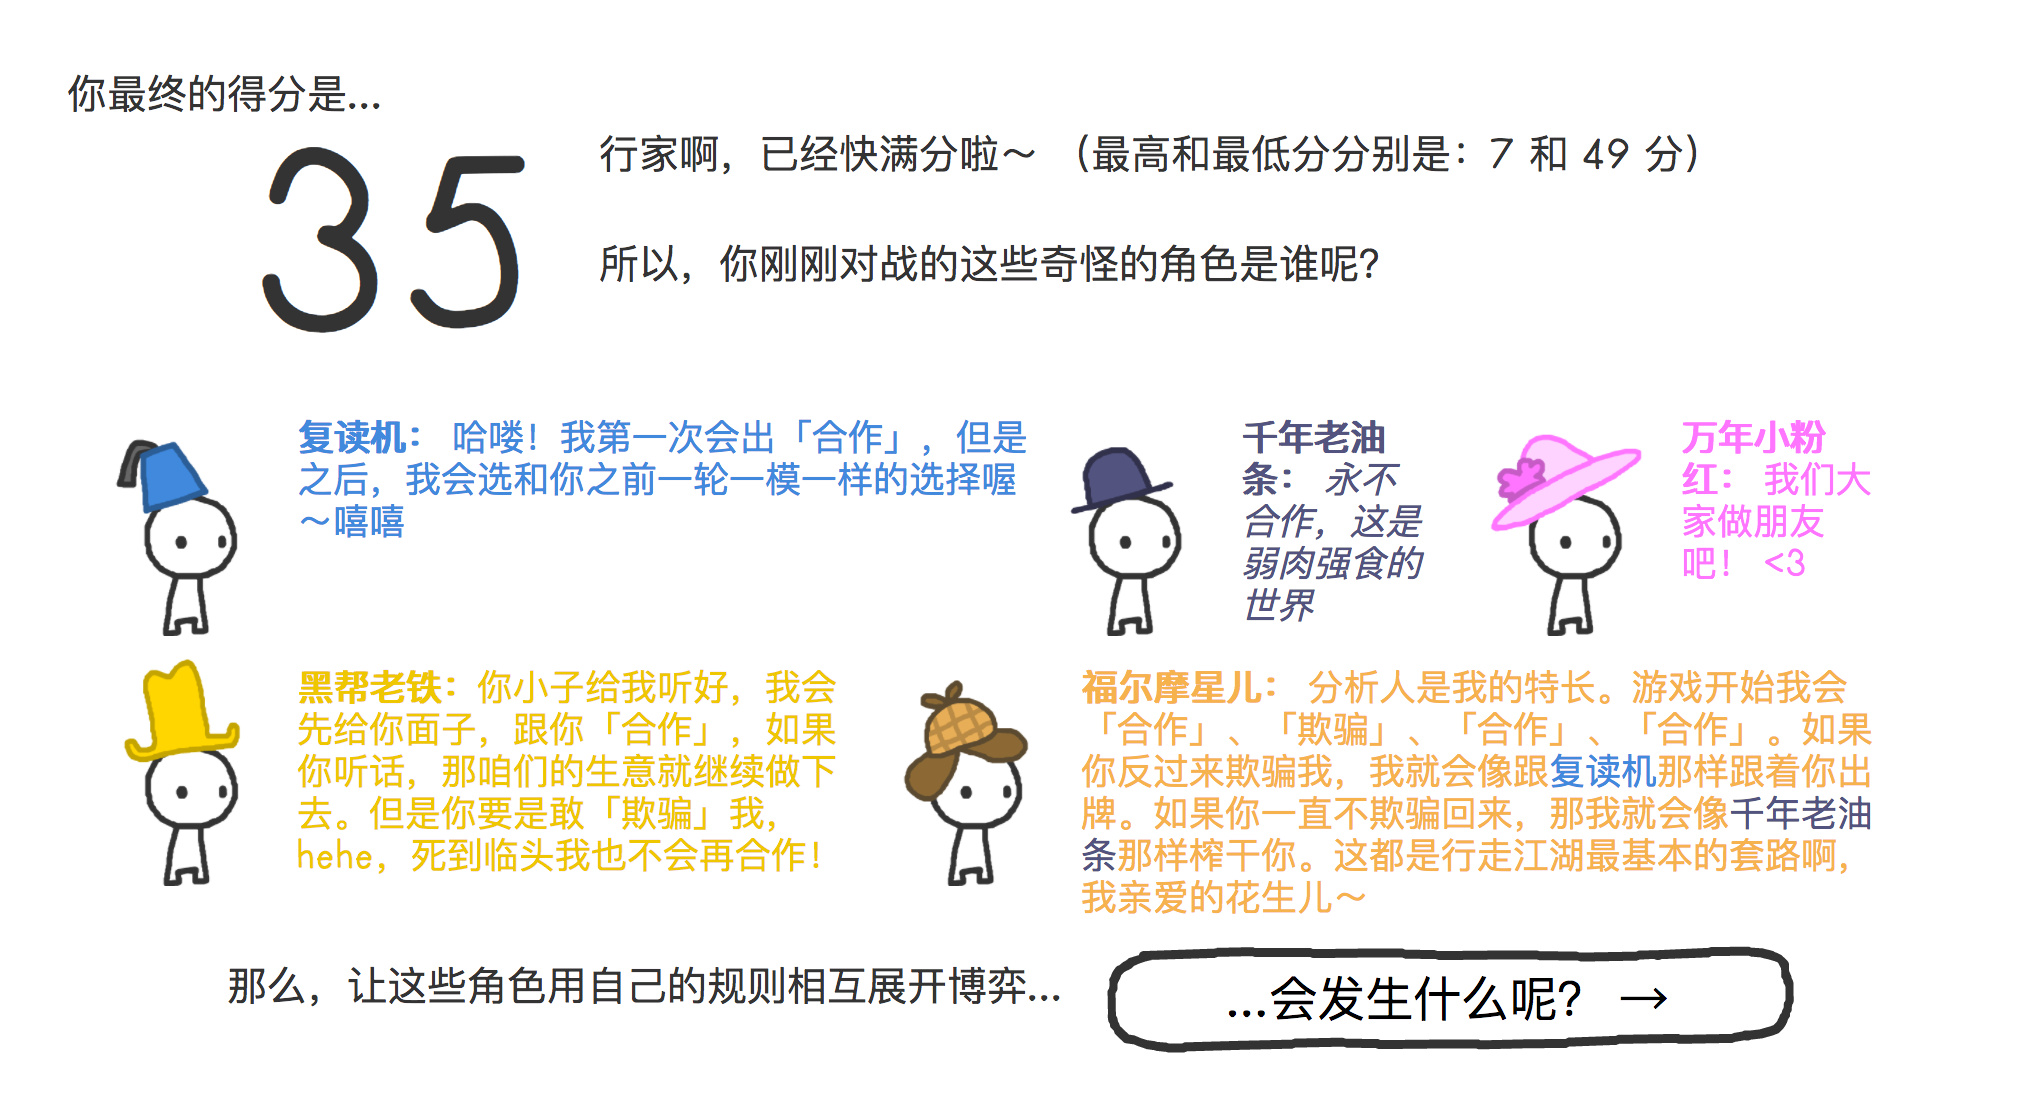 你最终的得分是...
35
行家啊，已经快满分啦～ （最高和最低分分别是：7 和 49 分）
所以，你刚刚对战的这些奇怪的角色是谁呢？
复读机： 哈喽！我第一次会出「合作」，但是
之后，我会选和你之前一轮一模一样的选择喔
～嘻嘻
千年老油
条： 永不
合作，这是
弱肉强食的
世界
万年小粉
红： 我们大
家做朋友
吧！ <3
黑帮老铁：你小子给我听好，我会
先给你面子，跟你「合作」，如果
你听话，那咱们的生意就继续做下
去。但是你要是敢「欺骗」我，
hehe，死到临头我也不会再合作！
福尔摩星儿： 分析人是我的特长。游戏开始我会
「合作」、「欺骗」、「合作」、「合作」。如果
你反过来欺骗我，我就会像跟复读机那样跟着你出
牌。如果你一直不欺骗回来，那我就会像千年老油
条那样榨干你。这都是行走江湖最基本的套路啊，
我亲爱的花生儿～
那么，让这些角色用自己的规则相互展开博弈...
...会发生什么呢？ →